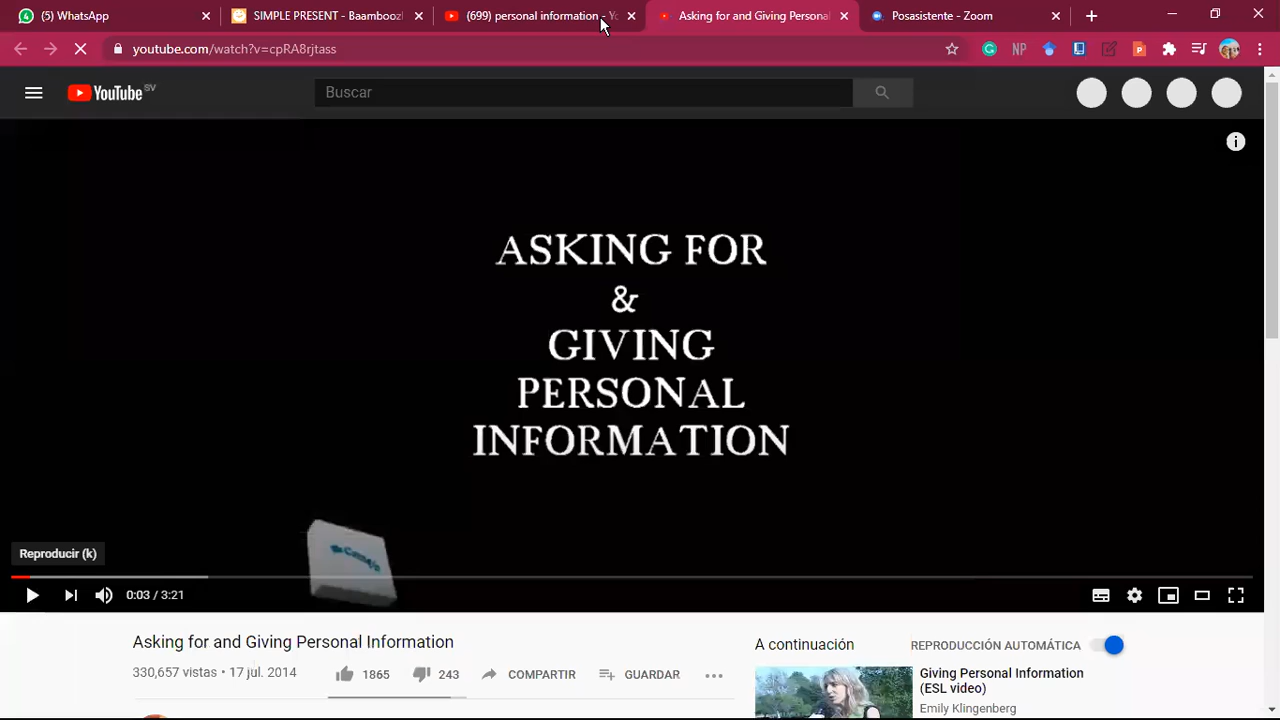 (5) WhatsApp
SIMPLE PRESENT - Baambooz
(699) personal information - Yo
Asking for and Giving Personal
Posasistente - Zoom
youtube.com/watch?v=cpRA8rjtass
NP
YouTube SV
Buscar
ASKING FOR
&
GIVING
PERSONAL
INFORMATION
Reproducir (k)
0:03 / 3:21
Asking for and Giving Personal Information
330,657 vistas • 17 jul. 2014
1865
243
COMPARTIR
GUARDAR
A continuación
REPRODUCCIÓN AUTOMÁTICA
Giving Personal Information
(ESL video)
Emily Klingenberg